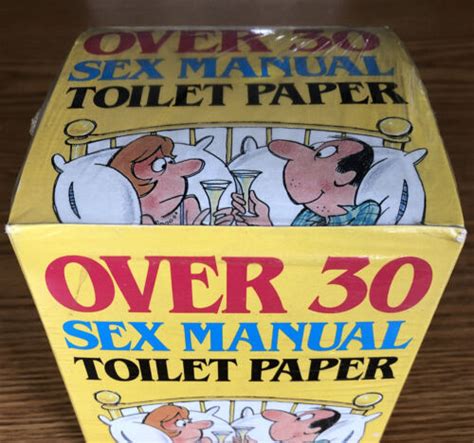 OVER 30
SEX MANUAL
TOILET PAPER
OVER 30
SEX MANUAL
TOILET PAPER